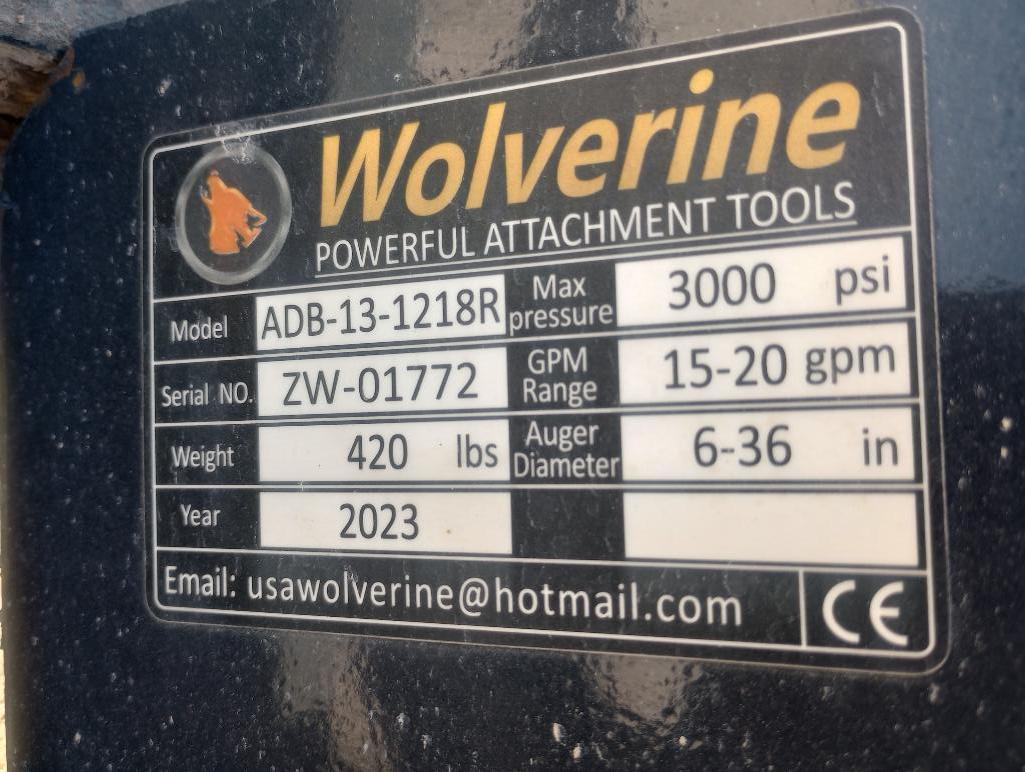 Wolverine
POWERFUL ATTACHMENT TOOLS
Model ADB-13-1218R Max pressure 3000 psi
Serial NO. ZW-01772 GPM Range 15-20 gpm
Weight 420 lbs Auger Diameter 6-36 in
Year 2023
Email: usawolverine@hotmail.com CE